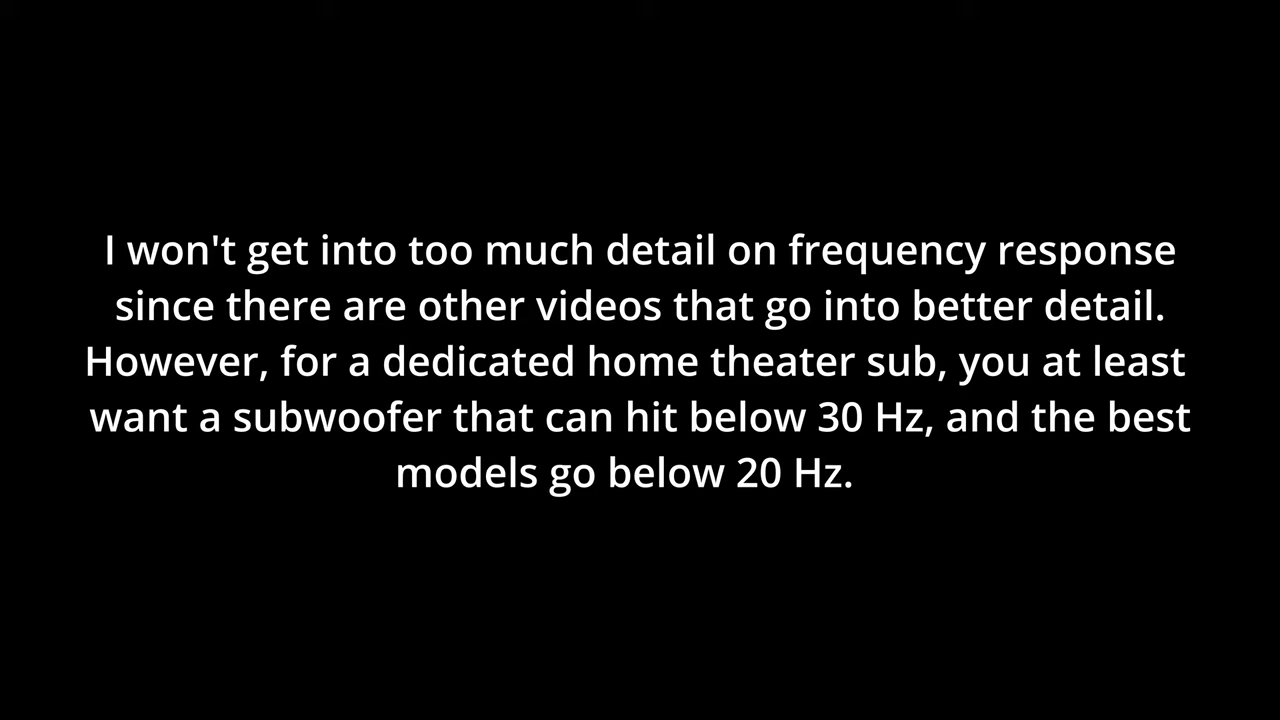 I won't get into too much detail on frequency response
since there are other videos that go into better detail.
However, for a dedicated home theater sub, you at least
want a subwoofer that can hit below 30 Hz, and the best
models go below 20 Hz.